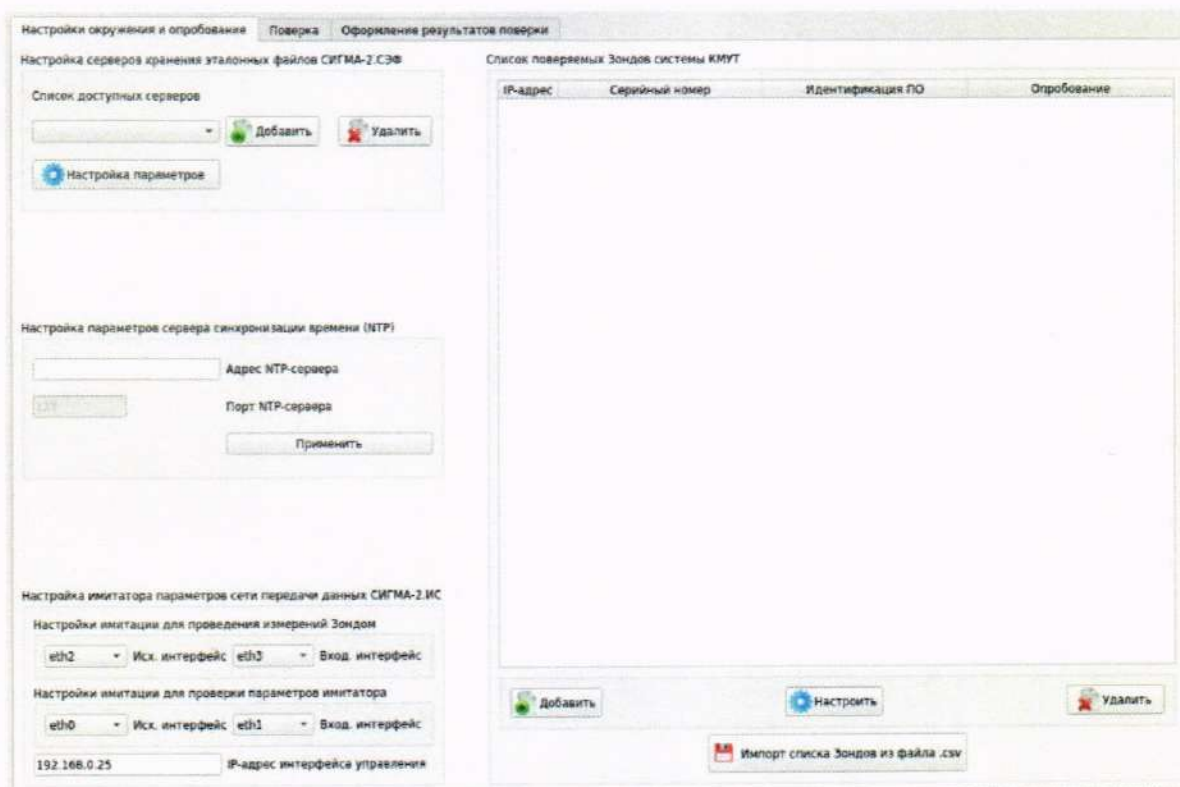 Настройки окружения и опробование
Поверка
Оформление результатов поверки
Настройка серверов хранения эталонных файлов СИГМА-2.СЭФ
Список доступных серверов
Добавить
Удалить
Настройка параметров
Настройка параметров сервера синхронизации времени (NTP)
Адрес NTP-сервера
Порт NTP-сервера
Применить
Настройка имитатора параметров сети передачи данных СИГМА-2.ИС
Настройки имитации для проведения измерений Зондом
eth2 Исх. интерфейс eth3 Вход. интерфейс
Настройки имитации для проверки параметров имитатора
eth0 Исх. интерфейс eth1 Вход. интерфейс
192.168.0.25 IP-адрес интерфейса управления
Список поверяемых Зондов системы КМУТ
IP-адрес Серийный номер Идентификация ПО Опробование
Добавить
Настроить
Удалить
Импорт списка Зондов из файла .csv